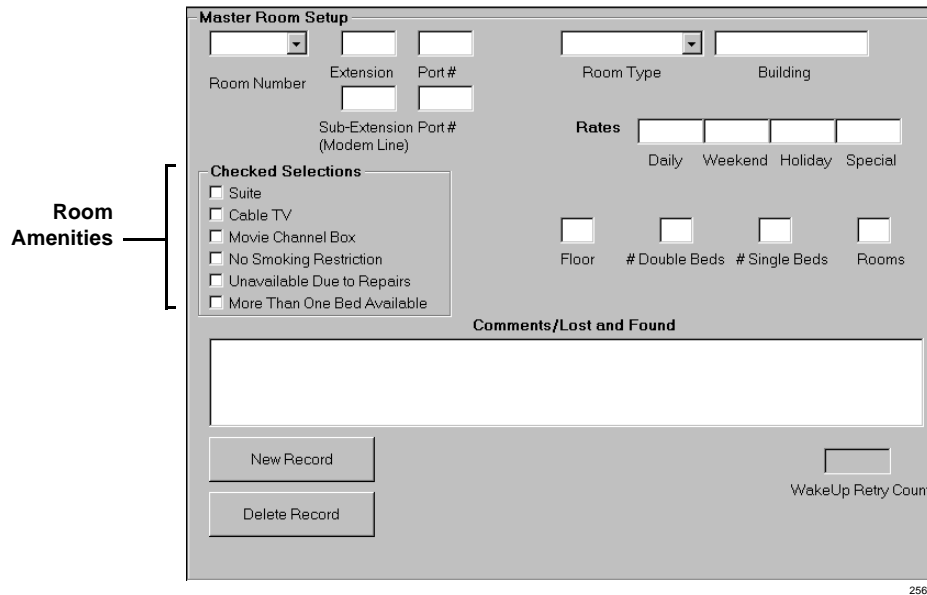 Master Room Setup
Room Number
Extension
Port #
Room Type
Building
Sub-Extension Port #
(Modem Line)
Rates
Daily Weekend Holiday Special
Room
Amenities
Checked Selections
Suite
Cable TV
Movie Channel Box
No Smoking Restriction
Unavailable Due to Repairs
More Than One Bed Available
Floor # Double Beds # Single Beds Rooms
Comments/Lost and Found
New Record
Delete Record
WakeUp Retry Coun
256